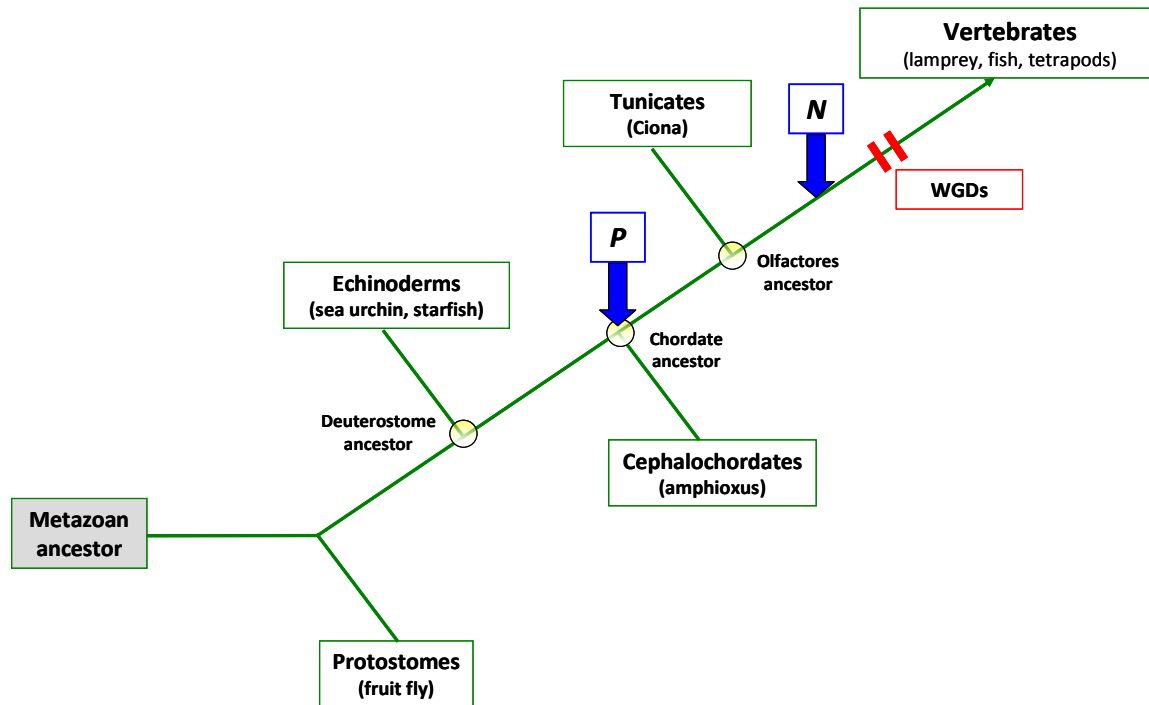 Vertebrates
(lamprey, fish, tetrapods)
Tunicates
(Ciona)
N
WGDs
P
Olfactores
ancestor
Echinoderms
(sea urchin, starfish)
Chordate
ancestor
Deuterostome
ancestor
Cephalochordates
(amphioxus)
Metazoan
ancestor
Protostomes
(fruit fly)